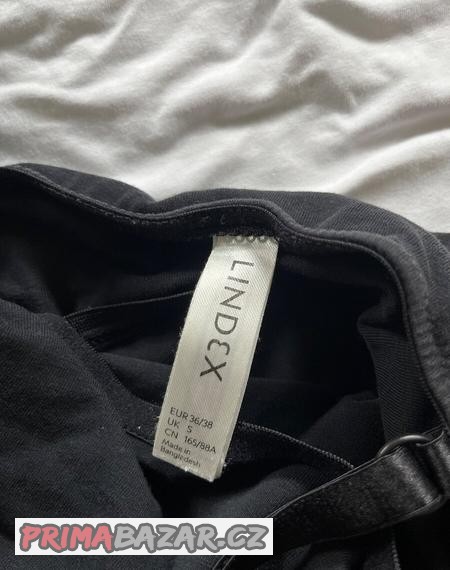 LINDEX
EUR 36/38
UK S
CN 165/88A
Made in
Bangladesh
PRIMABAZAR.CZ